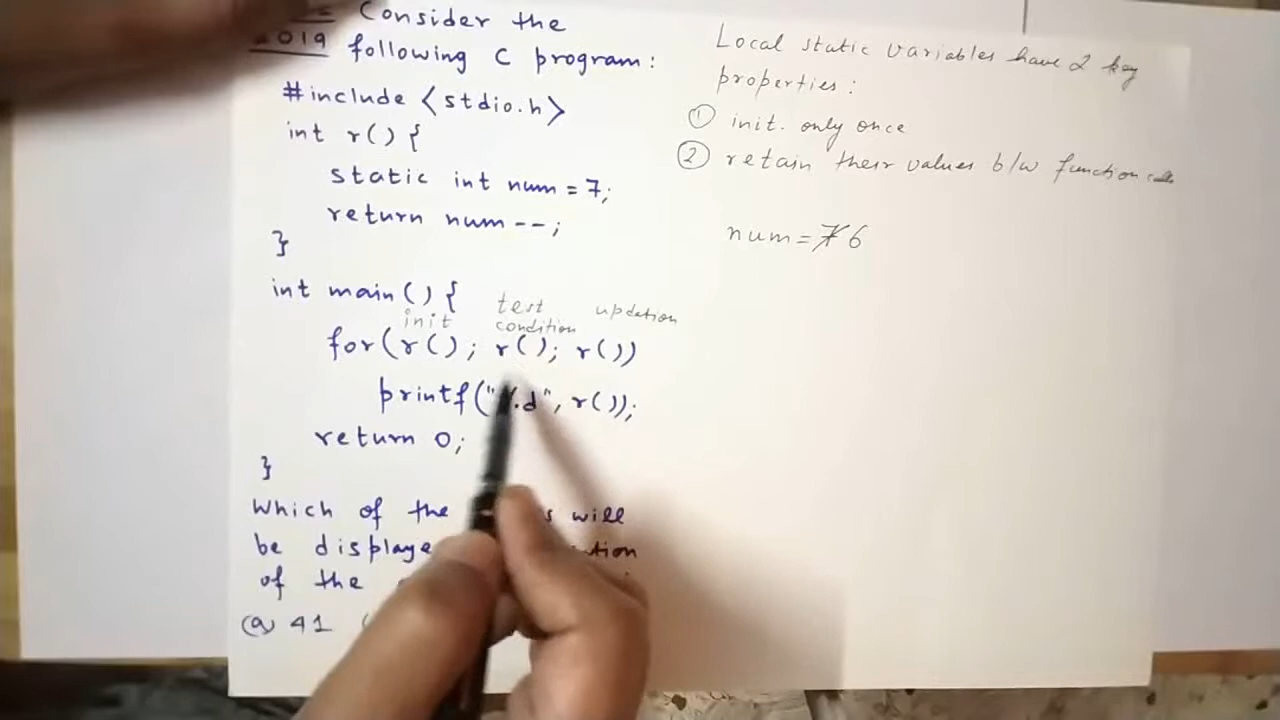 Consider the
2019 following C program:
#include <stdio.h>
int r() {
static int num = 7;
return num--;
}
int main() {
init
test condition
updation
for(r(); r(); r())
printf("%d", r());
return 0;
}
Which of the will
be displaye
of the
(a) 41
Local static variables have 2 key
properties:
① init. only once
② retain their values b/w function calls
num = 7 6